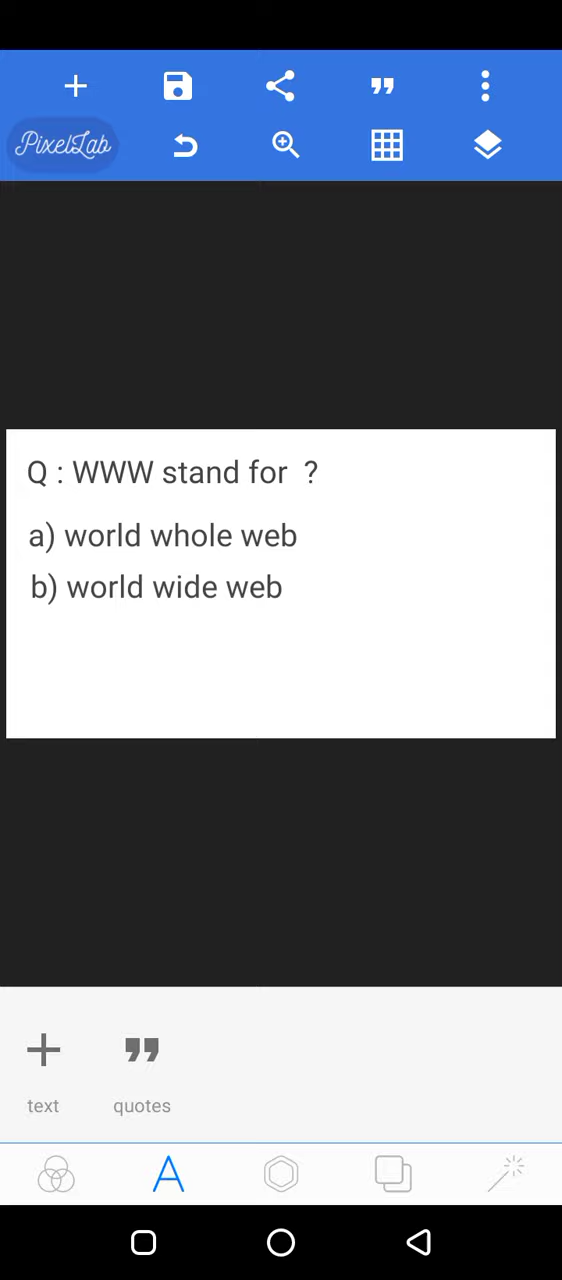 PixelLab
Q : WWW stand for  ?
a) world whole web
b) world wide web
text
quotes